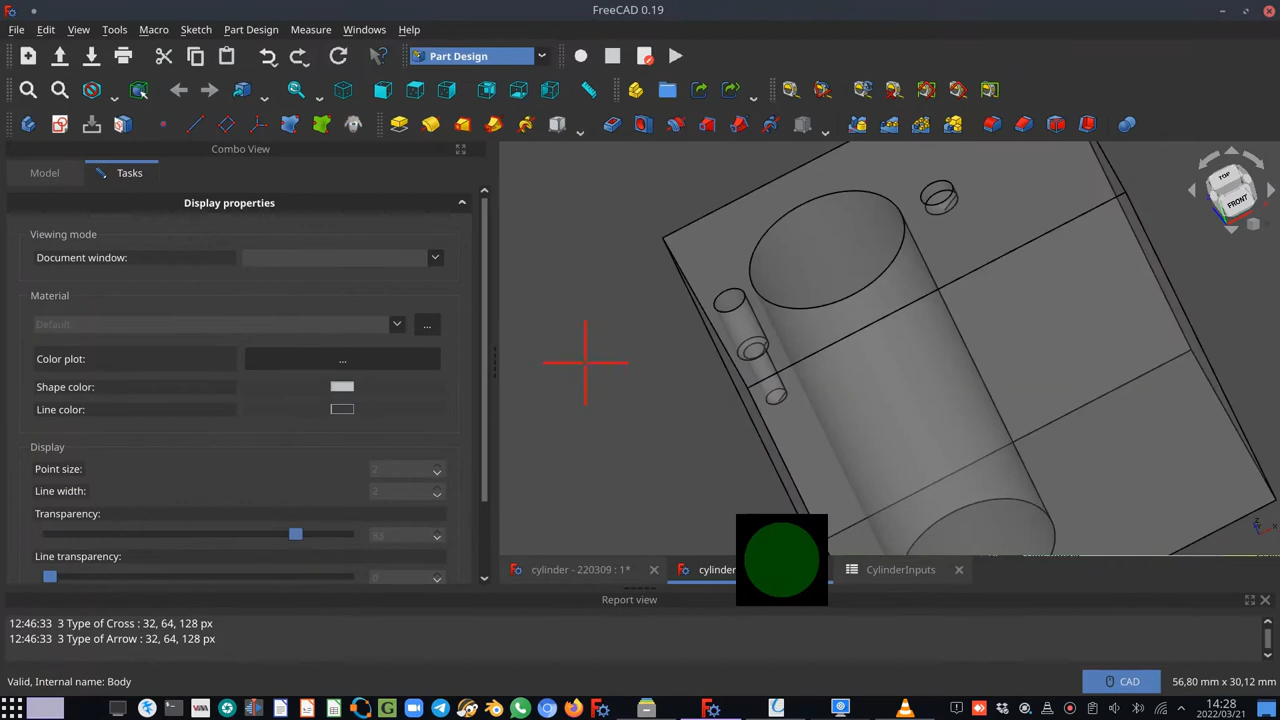 FreeCAD 0.19
File Edit View Tools Macro Sketch Part Design Measure Windows Help
Part Design
Combo View
Model Tasks
Display properties
Viewing mode
Document window:
Material
Default
...
Color plot:
...
Shape color:
Line color:
Display
Point size:
2
Line width:
2
Transparency:
83
Line transparency:
0
TOP
FRONT
cylinder - 220309 : 1*
cylinder
CylinderInputs
Report view
12:46:33 3 Type of Cross : 32, 64, 128 px
12:46:33 3 Type of Arrow : 32, 64, 128 px
Valid, Internal name: Body
CAD
56,80 mm x 30,12 mm
14:28
2022/03/21